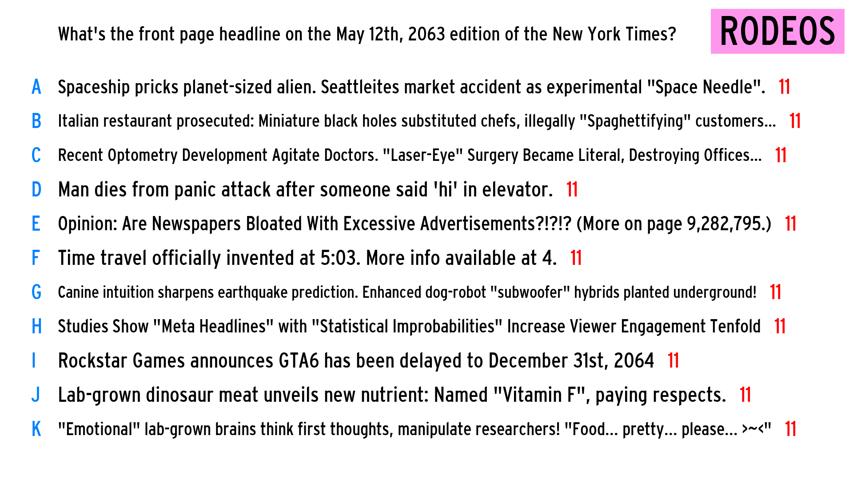 What's the front page headline on the May 12th, 2063 edition of the New York Times?
RODEOS
A Spaceship pricks planet-sized alien. Seattleites market accident as experimental "Space Needle". 11
B Italian restaurant prosecuted: Miniature black holes substituted chefs, illegally "Spaghettifying" customers... 11
C Recent Optometry Development Agitate Doctors. "Laser-Eye" Surgery Became Literal, Destroying Offices... 11
D Man dies from panic attack after someone said 'hi' in elevator. 11
E Opinion: Are Newspapers Bloated With Excessive Advertisements?!?!? (More on page 9,282,795.) 11
F Time travel officially invented at 5:03. More info available at 4. 11
G Canine intuition sharpens earthquake prediction. Enhanced dog-robot "subwoofer" hybrids planted underground! 11
H Studies Show "Meta Headlines" with "Statistical Improbabilities" Increase Viewer Engagement Tenfold 11
I Rockstar Games announces GTA6 has been delayed to December 31st, 2064 11
J Lab-grown dinosaur meat unveils new nutrient: Named "Vitamin F", paying respects. 11
K "Emotional" lab-grown brains think first thoughts, manipulate researchers! "Food... pretty... please... >~<" 11